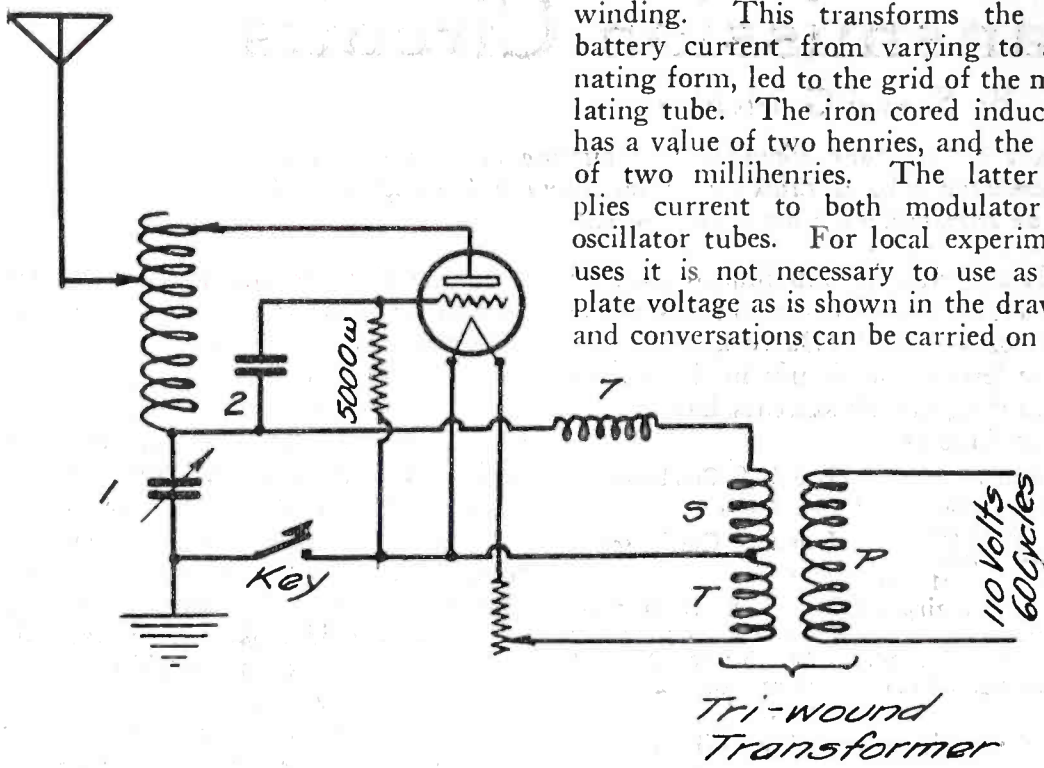 winding. This transforms the
battery current from varying to
nating form, led to the grid of the
lating tube. The iron cored induc
has a value of two henries, and the
of two millihenries. The latter
plies current to both modulator
oscillator tubes. For local experim
uses it is not necessary to use as
plate voltage as is shown in the draw
and conversations can be carried on
2
5000ω
7
1
Key
S
T
P
110 Volts
60 Cycles
Tri-wound
Transformer